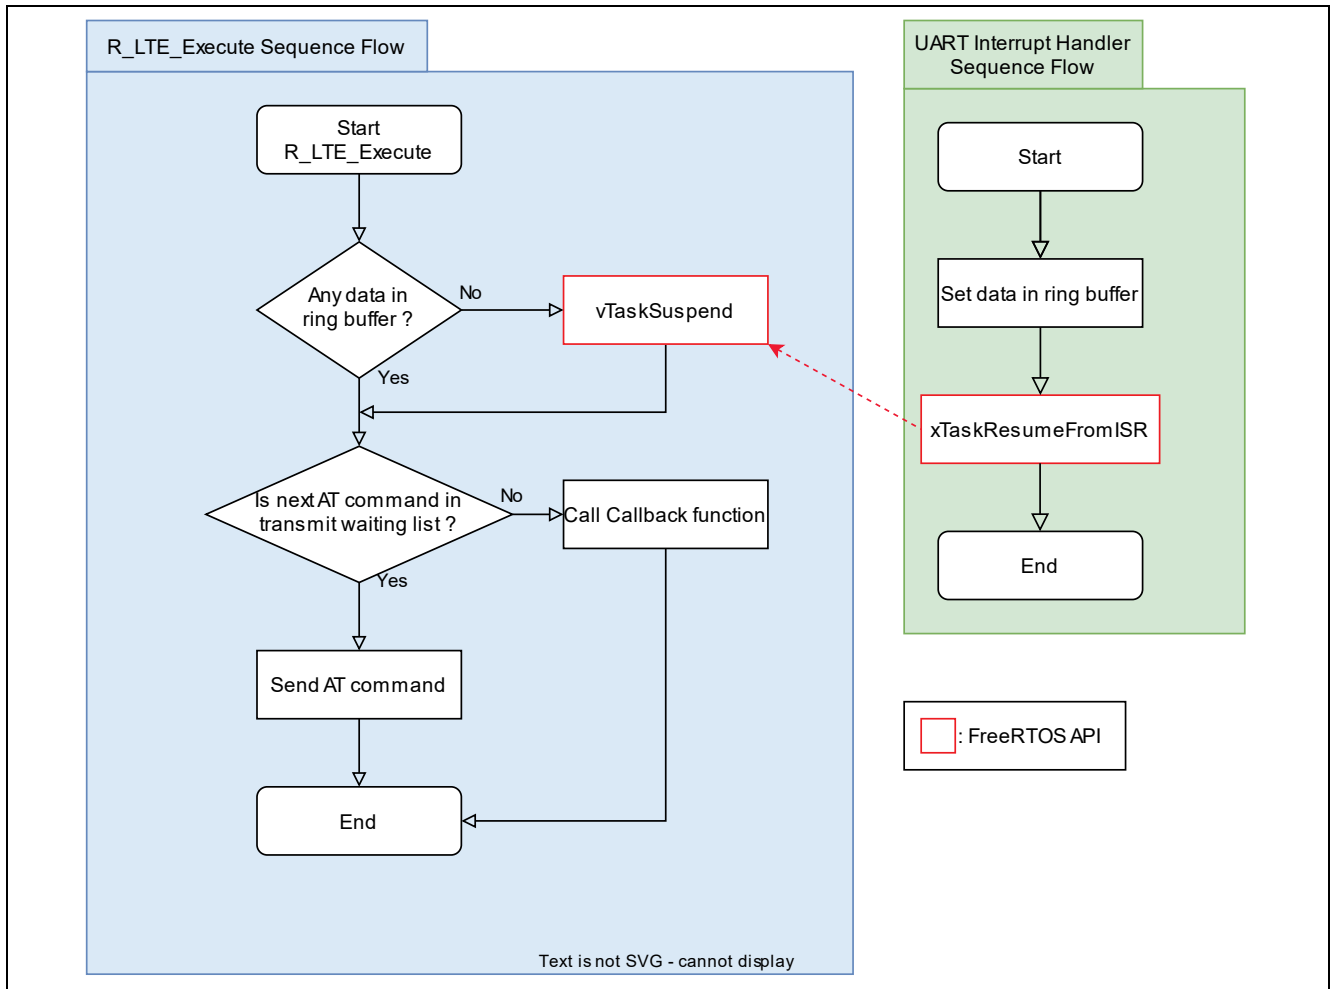 R_LTE_Execute Sequence Flow
Start
R_LTE_Execute
Any data in
ring buffer ?
No
vTaskSuspend
Yes
Is next AT command in
transmit waiting list ?
No
Call Callback function
Yes
Send AT command
End
Text is not SVG - cannot display
UART Interrupt Handler
Sequence Flow
Start
Set data in ring buffer
xTaskResumeFromISR
End
: FreeRTOS API